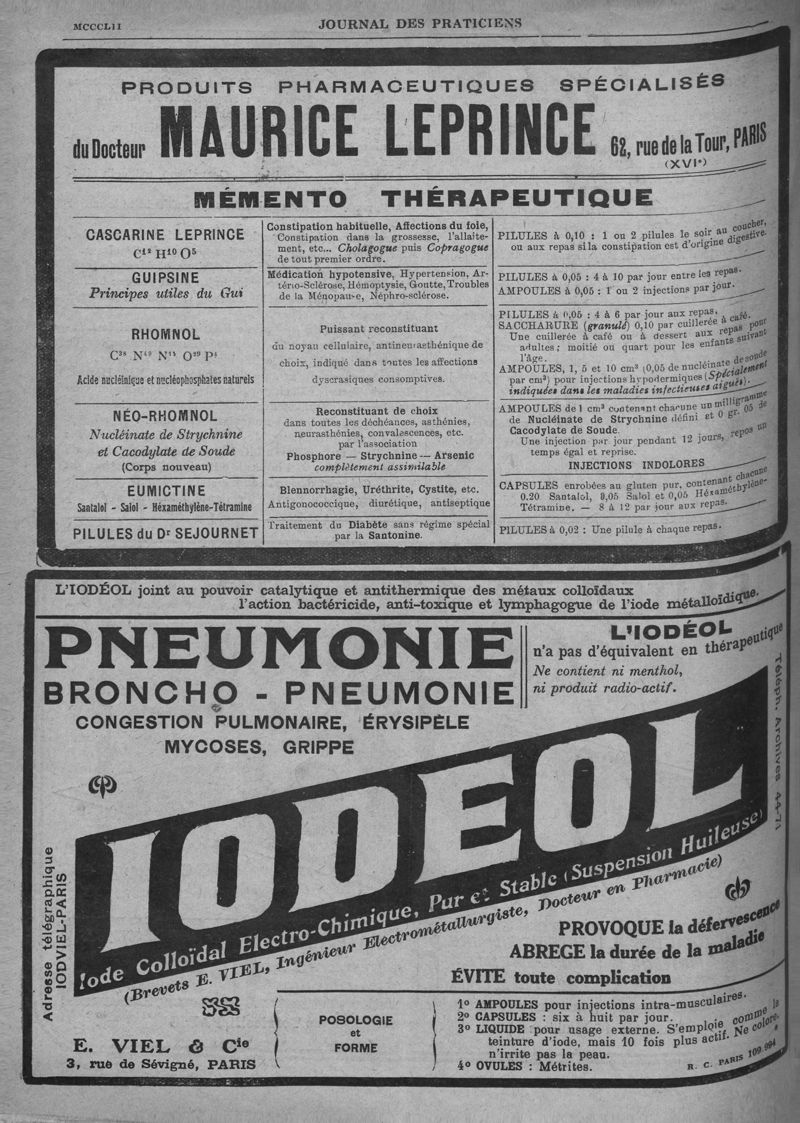 MCCCLII
JOURNAL DES PRATICIENS
PRODUITS PHARMACEUTIQUES SPÉCIALISÉS
du Docteur MAURICE LEPRINCE 62, rue de la Tour, PARIS
(XVIe)
MÉMENTO THÉRAPEUTIQUE
CASCARINE LEPRINCE
C12 H10 O5
Constipation habituelle, Affections du foie,
Constipation dans la grossesse, l'allaite-
ment, etc... Cholagogue puis Copragogue
de tout premier ordre.
PILULES à 0,10 : 1 ou 2 pilules le soir au coucher,
ou aux repas si la constipation est d'origine digestive.
GUIPSINE
Principes utiles du Gui
Médication hypotensive, Hypertension, Ar-
tério-Sclérose, Hémoptysie, Goutte, Troubles
de la Ménopause, Néphro-sclérose.
PILULES à 0,05 : 4 à 10 par jour entre les repas.
AMPOULES à 0,05 : 1 ou 2 injections par jour.
RHOMNOL
Acide nucléinique et nucléophosphates naturels
Puissant reconstituant
du noyau cellulaire, antineurasthénique de
choix, indiqué dans toutes les affections
dyscrasiques consomptives.
PILULES à 0,05 : 4 à 6 par jour aux repas.
SACCHARURE (granulé) 0,10 par cuillerée à café.
Une cuillerée à café ou à dessert aux repas pour
adultes; moitié ou quart pour les enfants suivant
l'âge.
AMPOULES, 1, 5 et 10 cm3 (0,05 de nucléinate de soude
par cm3) pour injections hypodermiques (Spécialement
indiquées dans les maladies infectieuses aiguës).
NÉO-RHOMNOL
Nucléinate de Strychnine
et Cacodylate de Soude
(Corps nouveau)
Reconstituant de choix
dans toutes les déchéances, asthénies,
neurasthénies, convalescences, etc.
par l'association
Phosphore — Strychnine — Arsenic
complètement assimilable
AMPOULES de 1 cm3 contenant chacune un milligramme
de Nucléinate de Strychnine défini et 0 gr. 05 de
Cacodylate de Soude.
Une injection par jour pendant 12 jours, repos un
temps égal et reprise.
INJECTIONS INDOLORES
EUMICTINE
Santalol - Salol - Héxaméthylène-Tétramine
Blennorrhagie, Uréthrite, Cystite, etc.
Antigonococcique, diurétique, antiseptique
CAPSULES enrobées au gluten pur, contenant chacune
0.20 Santalol, 0,05 Salol et 0,05 Héxaméthylène-
Tétramine. — 8 à 12 par jour aux repas.
PILULES du Dr SEJOURNET
Traitement du Diabète sans régime spécial
par la Santonine.
PILULES à 0,02 : Une pilule à chaque repas.
L'IODÉOL joint au pouvoir catalytique et antithermique des métaux colloïdaux
l'action bactéricide, anti-toxique et lymphagogue de l'iode métalloïdique.
PNEUMONIE
BRONCHO - PNEUMONIE
CONGESTION PULMONAIRE, ÉRYSIPÈLE
MYCOSES, GRIPPE
L'IODÉOL
n'a pas d'équivalent en thérapeutique
Ne contient ni menthol,
ni produit radio-actif.
Téléph. Archives 44-71
IODEOL
Iode Colloïdal Electro-Chimique, Pur et Stable (Suspension Huileuse)
(Brevets E. VIEL, Ingénieur Electrométallurgiste, Docteur en Pharmacie)
Adresse télégraphique
IODVIEL-PARIS
PROVOQUE la défervescence
ABREGE la durée de la maladie
ÉVITE toute complication
E. VIEL & Cie
3, rue de Sévigné, PARIS
POSOLOGIE
et
FORME
1o AMPOULES pour injections intra-musculaires.
2o CAPSULES : six à huit par jour.
3o LIQUIDE pour usage externe. S'emploie comme la
teinture d'iode, mais 10 fois plus actif. Ne colore,
n'irrite pas la peau.
4o OVULES : Métrites.
R. C. PARIS 109.994